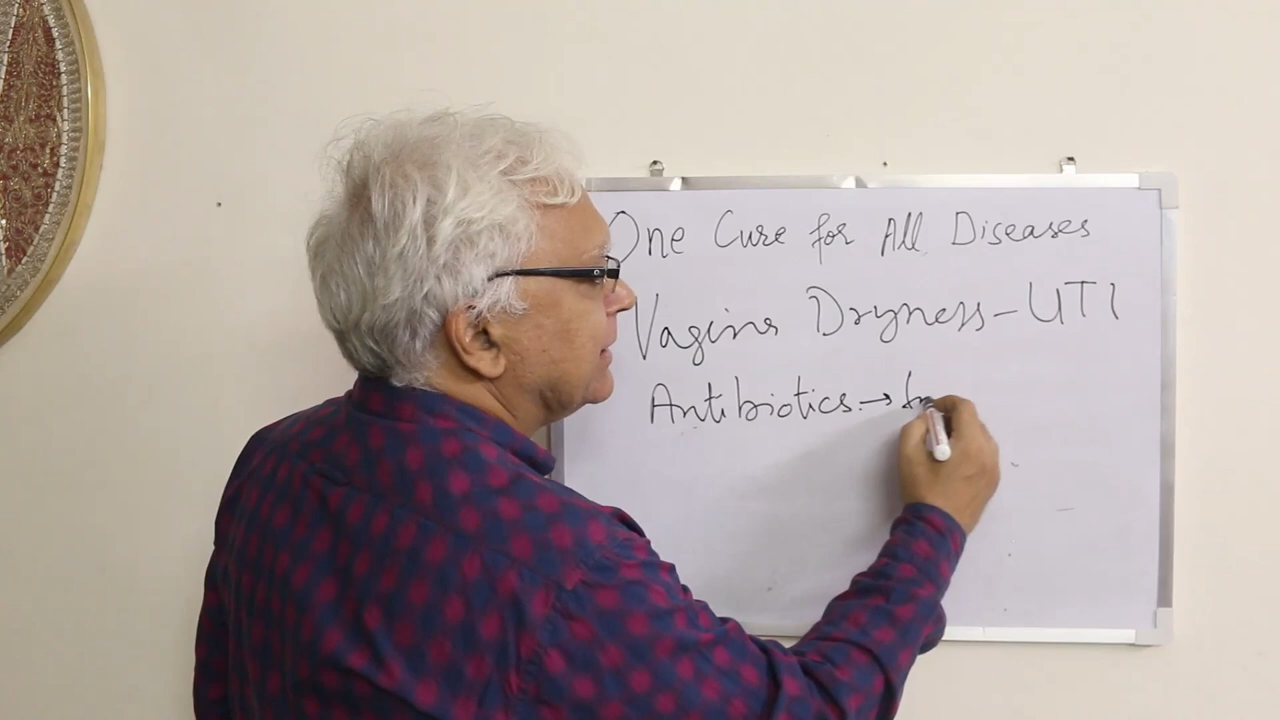 One Cure for All Diseases
Vagina Dryness-UTI
Antibiotics →